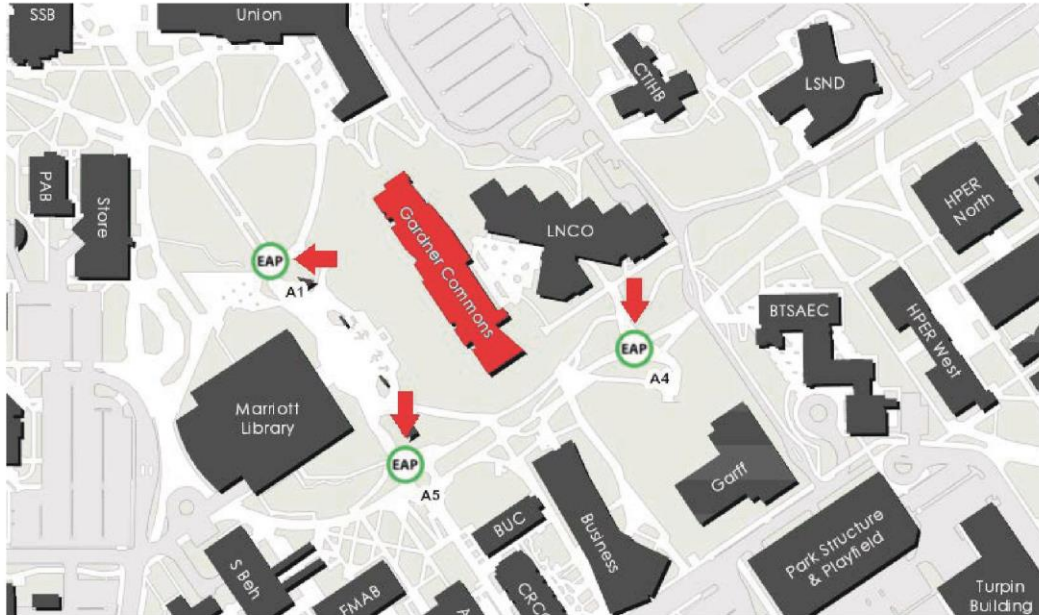 SSB
Union
CTIHB
LSND
PAB
Store
HPER
North
Gardner Commons
LNCO
EAP
A1
BTSAEC
HPER West
EAP
A4
Marriott
Library
EAP
A5
Garff
BUC
Business
Park Structure
& Playfield
S Beh
FMAB
Turpin
Building